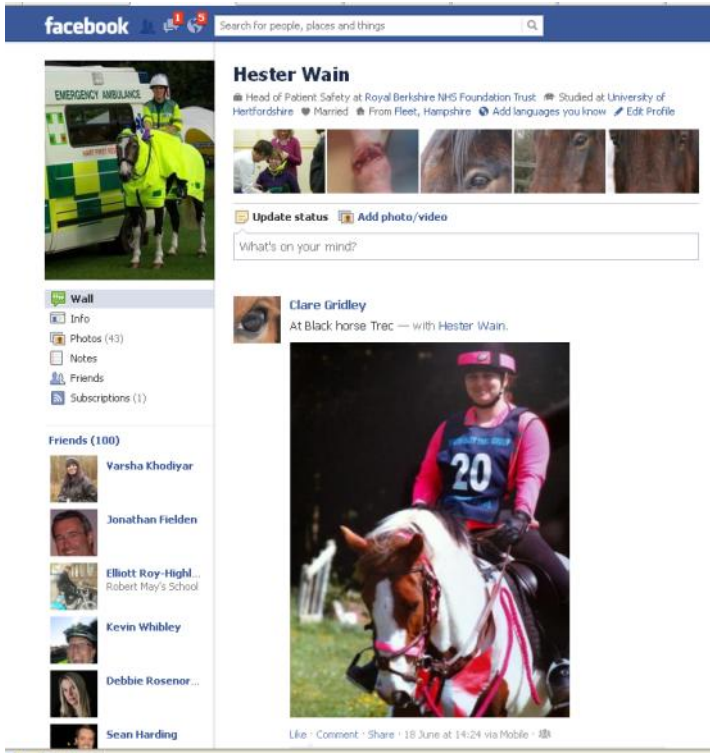 facebook
1
5
Search for people, places and things
EMERGENCY AMBULANCE
Hester Wain
Head of Patient Safety at Royal Berkshire NHS Foundation Trust Studied at University of
Hertfordshire Married From Fleet, Hampshire Add languages you know Edit Profile
Update status Add photo/video
What's on your mind?
Wall
Info
Photos (43)
Notes
Friends
Subscriptions (1)
Friends (100)
Varsha Khodiyar
Jonathan Fielden
Elliott Roy-Highl...
Robert May's School
Kevin Whibley
Debbie Rosenor...
Sean Harding
Clare Gridley
At Black horse Trec — with Hester Wain.
20
Like · Comment · Share · 18 June at 14:24 via Mobile ·